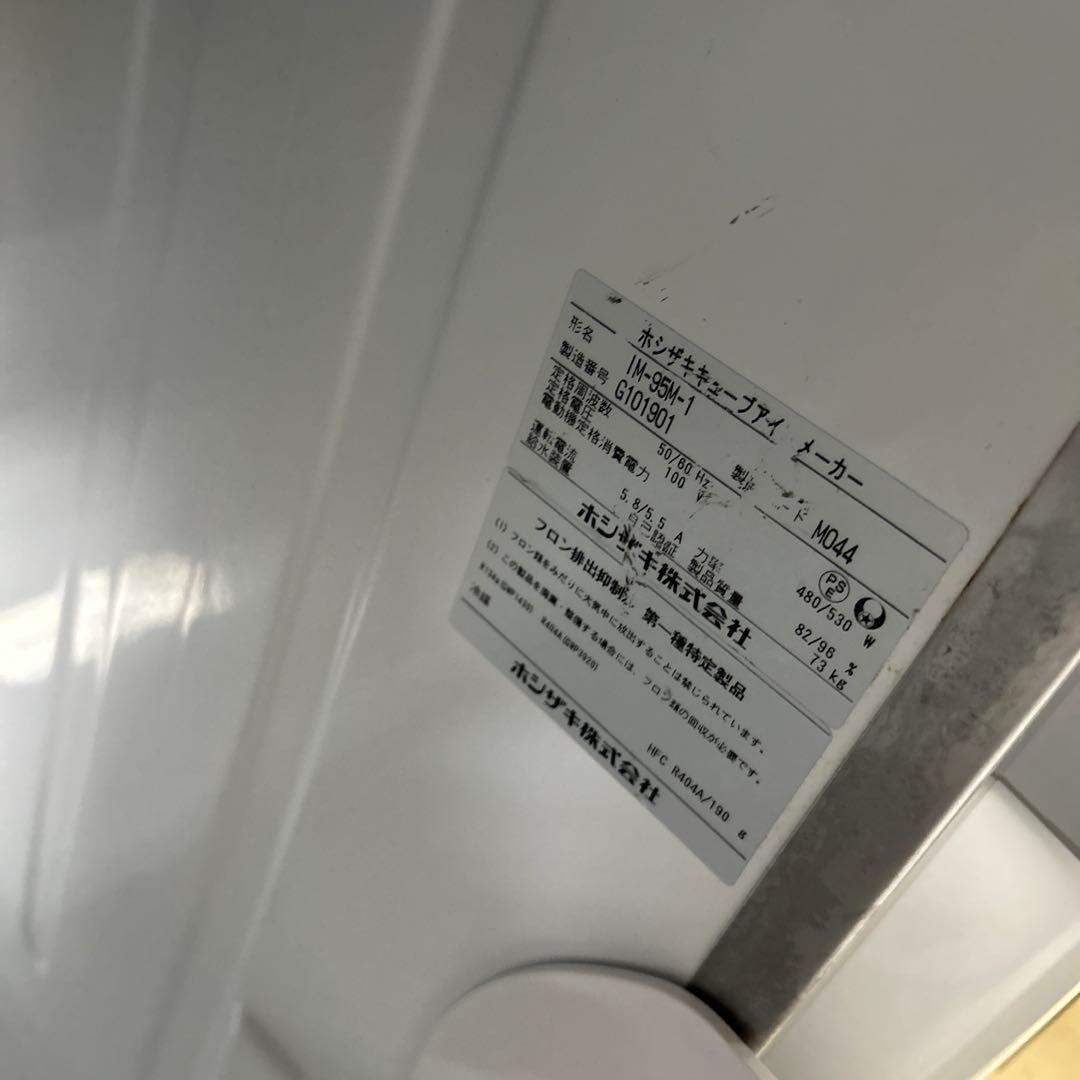 ホシザキキューブアイ メーカー
形名 IM-95M-1
製造番号 G101901 M044
定格周波数 50/60 Hz
定格電圧 100 V
電動機定格消費電力 480/530 W
運転電流 5.8/5.5 A 力率 82/96 %
給水装置 自己認証 製品質量 73 kg
ホシザキ株式会社
フロン排出抑制法 第一種特定製品
(1) フロン類をみだりに大気中に放出することは禁じられています。
(2) この製品を廃棄・整備する場合には、フロン類の回収が必要です。
R134a(GWP1430) R404A(GWP3920)
冷媒 HFC R404A/190 g
ホシザキ株式会社
PS
E